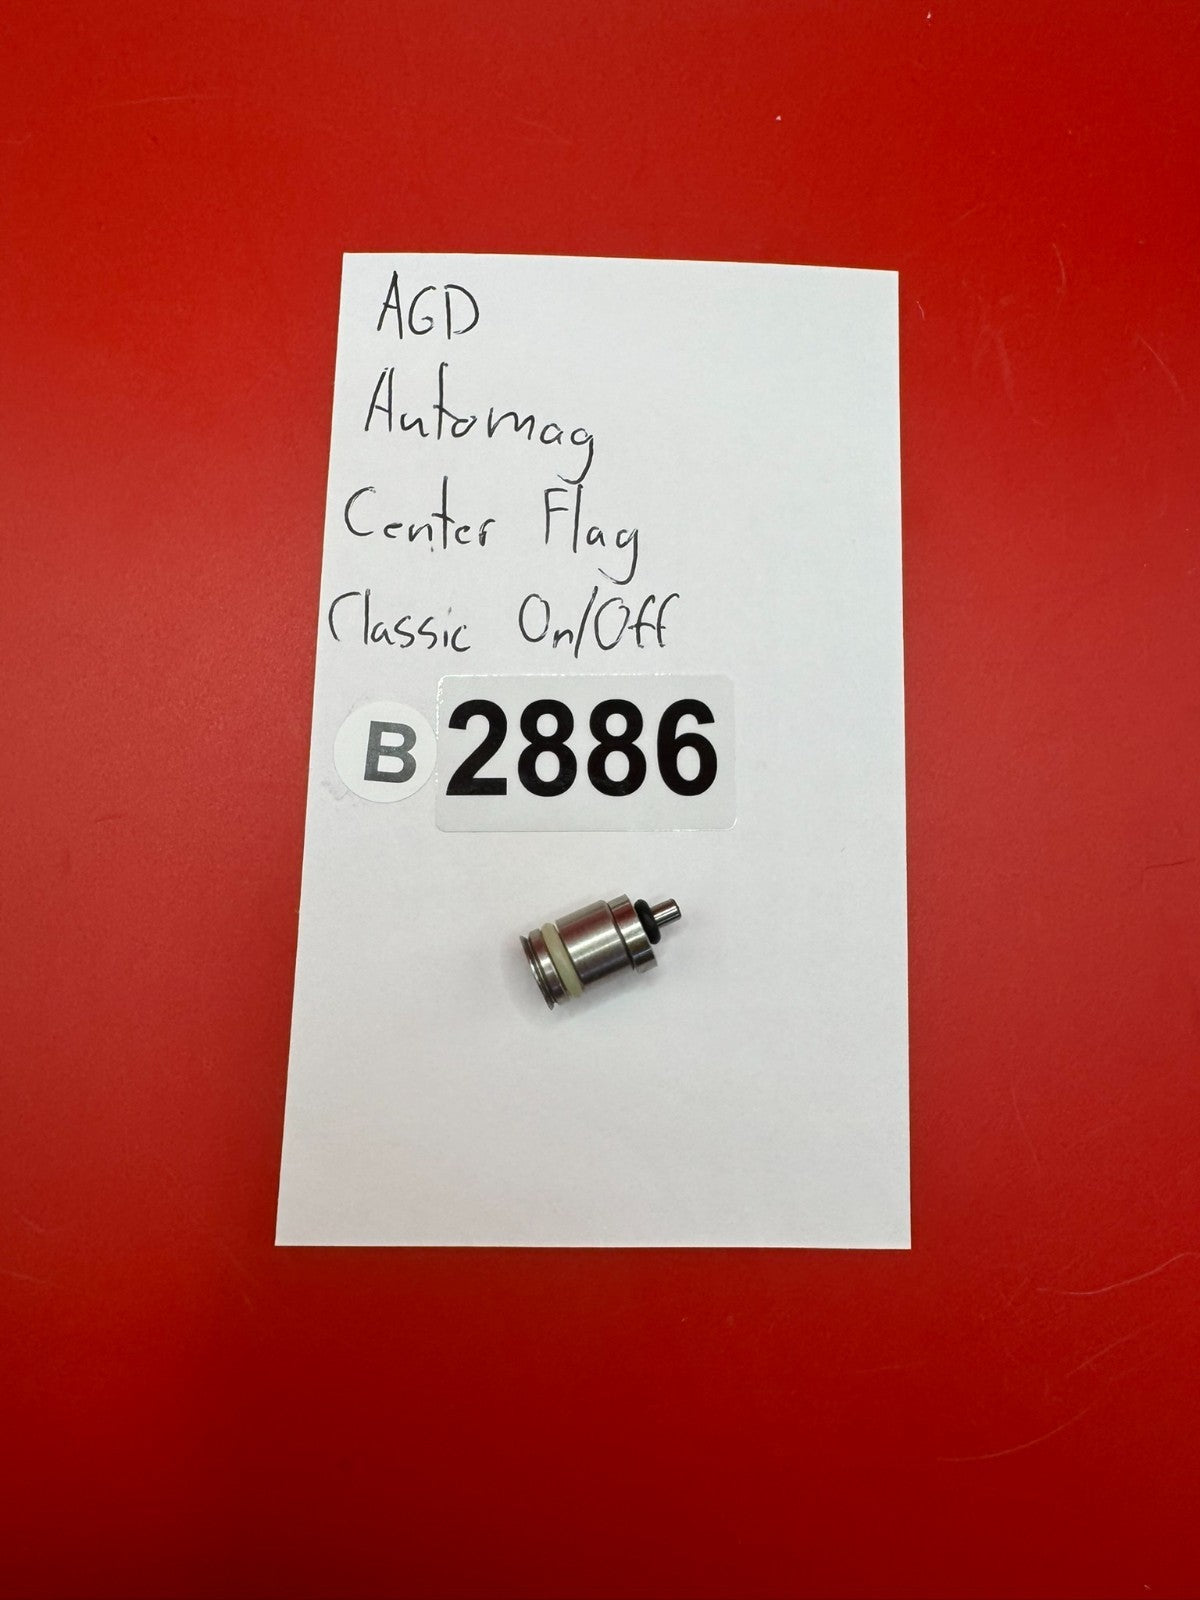 AGD
Automag
Center Flag
Classic On/Off
B 2886